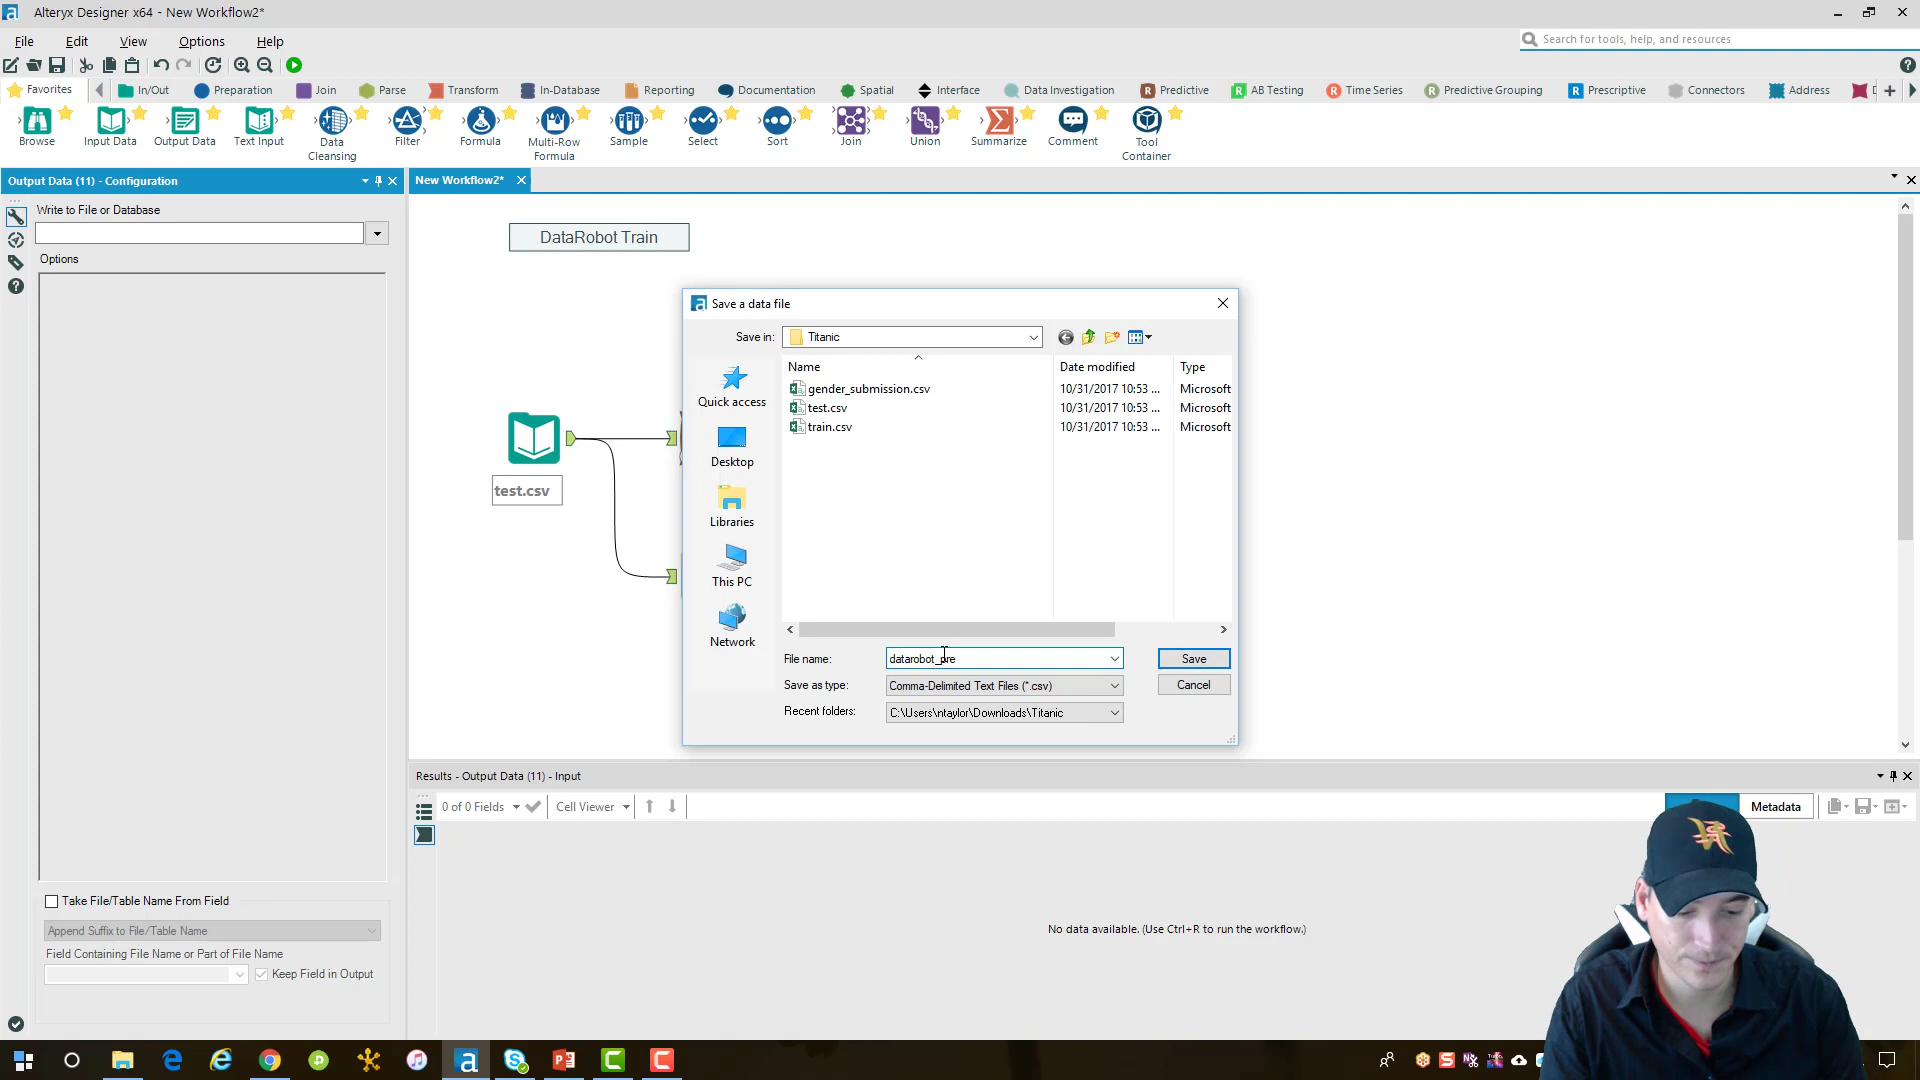 Alteryx Designer x64 - New Workflow2*
File Edit View Options Help
Search for tools, help, and resources
Favorites In/Out Preparation Join Parse Transform In-Database Reporting Documentation Spatial Interface Data Investigation Predictive AB Testing Time Series Predictive Grouping Prescriptive Connectors Address
Browse Input Data Output Data Text Input Data Cleansing Filter Formula Multi-Row Formula Sample Select Sort Join Union Summarize Comment Tool Container
Output Data (11) - Configuration
New Workflow2*
Write to File or Database
Options
DataRobot Train
test.csv
Save a data file
Save in: Titanic
Name Date modified Type
gender_submission.csv 10/31/2017 10:53 ... Microsoft
test.csv 10/31/2017 10:53 ... Microsoft
train.csv 10/31/2017 10:53 ... Microsoft
Quick access
Desktop
Libraries
This PC
Network
File name: datarobot_pre
Save
Save as type: Comma-Delimited Text Files (*.csv)
Cancel
Recent folders: C:\Users\ntaylor\Downloads\Titanic
Results - Output Data (11) - Input
0 of 0 Fields Cell Viewer
Metadata
No data available. (Use Ctrl+R to run the workflow.)
Take File/Table Name From Field
Append Suffix to File/Table Name
Field Containing File Name or Part of File Name
Keep Field in Output